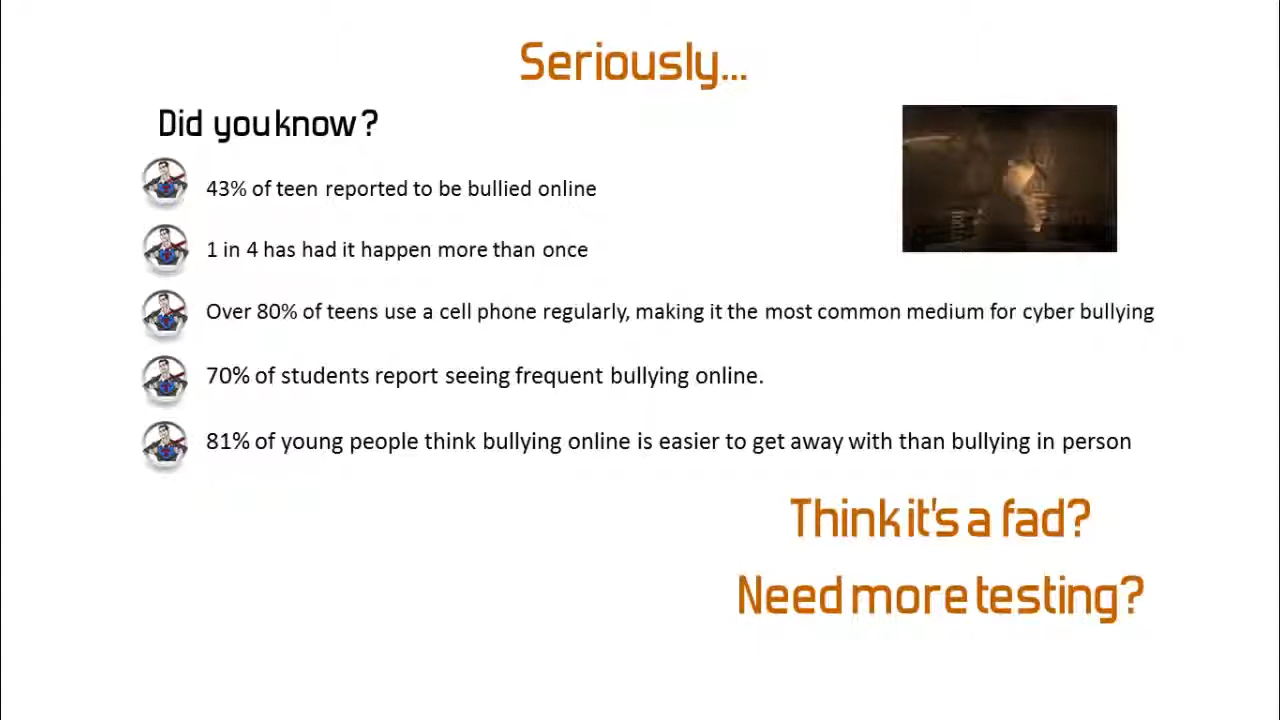 Seriously...
Did you know?
43% of teen reported to be bullied online
1 in 4 has had it happen more than once
Over 80% of teens use a cell phone regularly, making it the most common medium for cyber bullying
70% of students report seeing frequent bullying online.
81% of young people think bullying online is easier to get away with than bullying in person
Think it's a fad?
Need more testing?